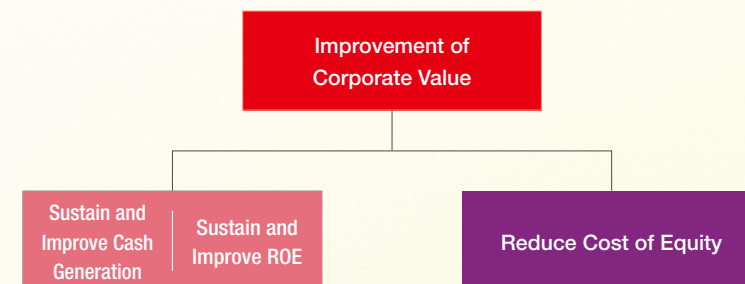 Improvement of
Corporate Value
Sustain and
Improve Cash
Generation
Sustain and
Improve ROE
Reduce Cost of Equity